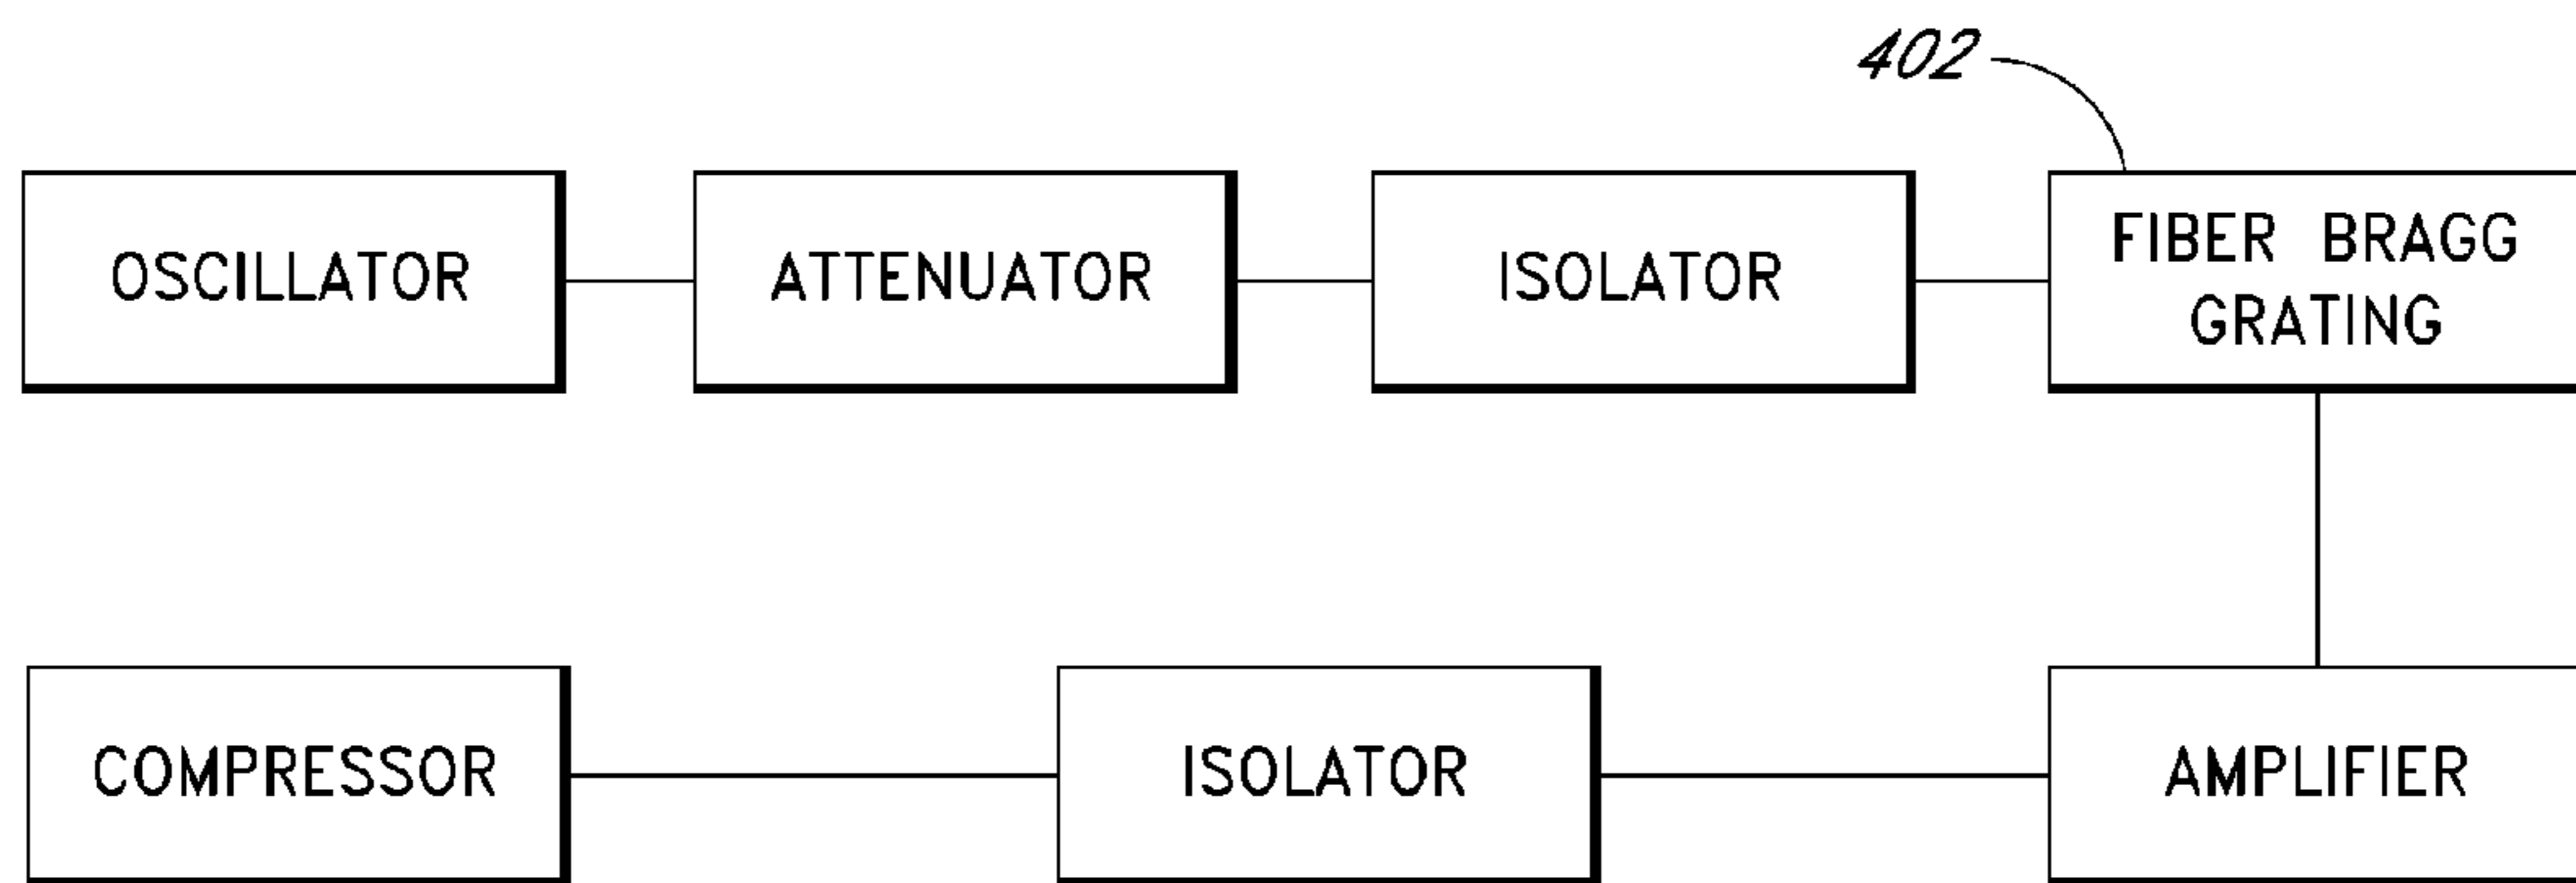 402
OSCILLATOR
ATTENUATOR
ISOLATOR
FIBER BRAGG
GRATING
COMPRESSOR
ISOLATOR
AMPLIFIER